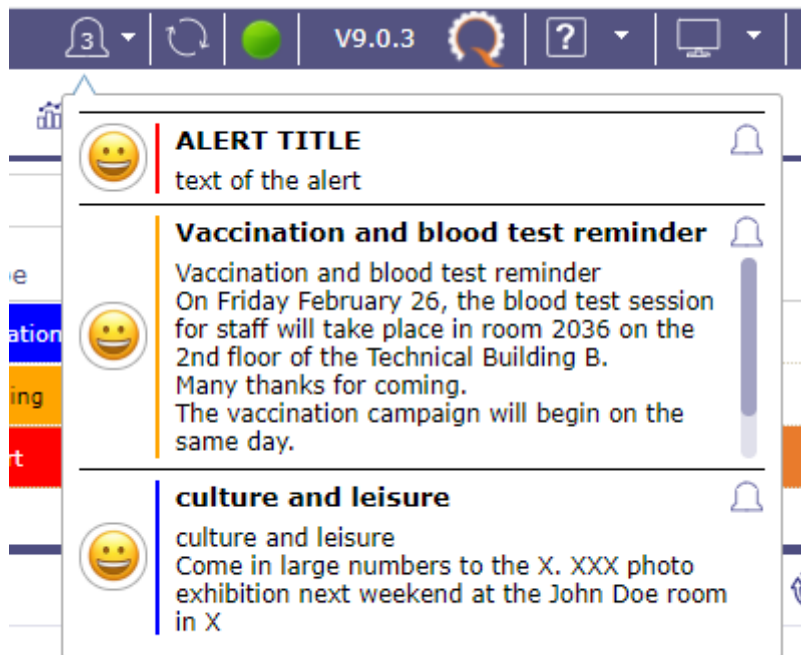 3
V9.0.3
?
ALERT TITLE
text of the alert
Vaccination and blood test reminder
Vaccination and blood test reminder
On Friday February 26, the blood test session
for staff will take place in room 2036 on the
2nd floor of the Technical Building B.
Many thanks for coming.
The vaccination campaign will begin on the
same day.
culture and leisure
culture and leisure
Come in large numbers to the X. XXX photo
exhibition next weekend at the John Doe room
in X